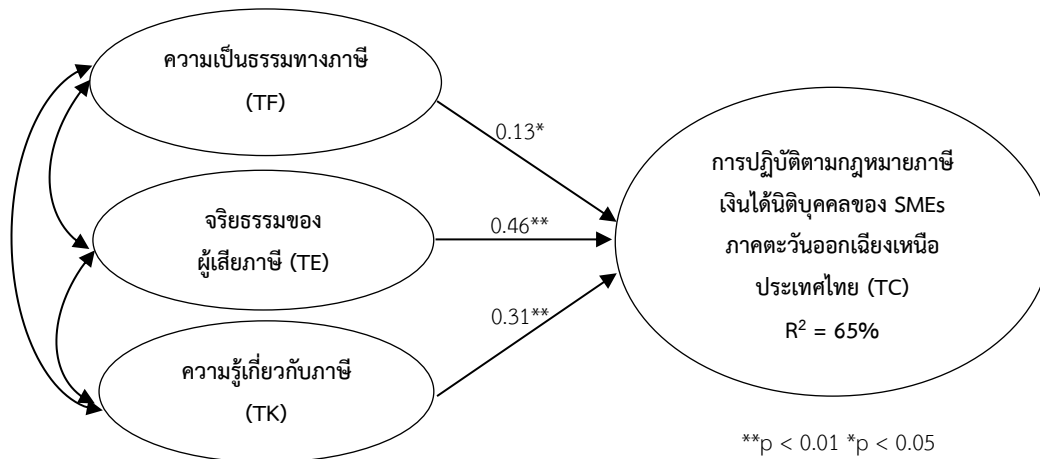 ความเป็นธรรมทางภาษี
(TF)
0.13*
จริยธรรมของ
ผู้เสียภาษี (TE)
0.46**
ความรู้เกี่ยวกับภาษี
(TK)
0.31**
การปฏิบัติตามกฎหมายภาษี
เงินได้นิติบุคคลของ SMEs
ภาคตะวันออกเฉียงเหนือ
ประเทศไทย (TC)
R² = 65%
**p < 0.01 *p < 0.05